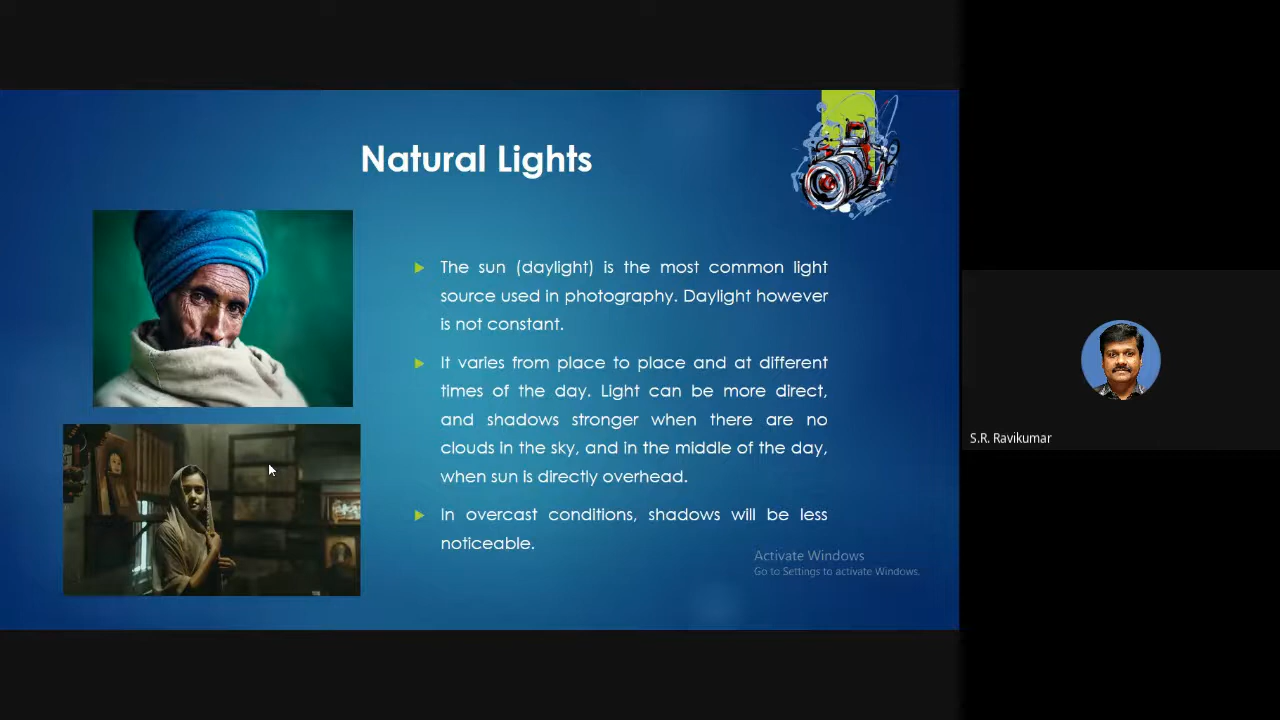 Natural Lights
The sun (daylight) is the most common light
source used in photography. Daylight however
is not constant.
It varies from place to place and at different
times of the day. Light can be more direct,
and shadows stronger when there are no
clouds in the sky, and in the middle of the day,
when sun is directly overhead.
In overcast conditions, shadows will be less
noticeable.
Activate Windows
Go to Settings to activate Windows.
S.R. Ravikumar